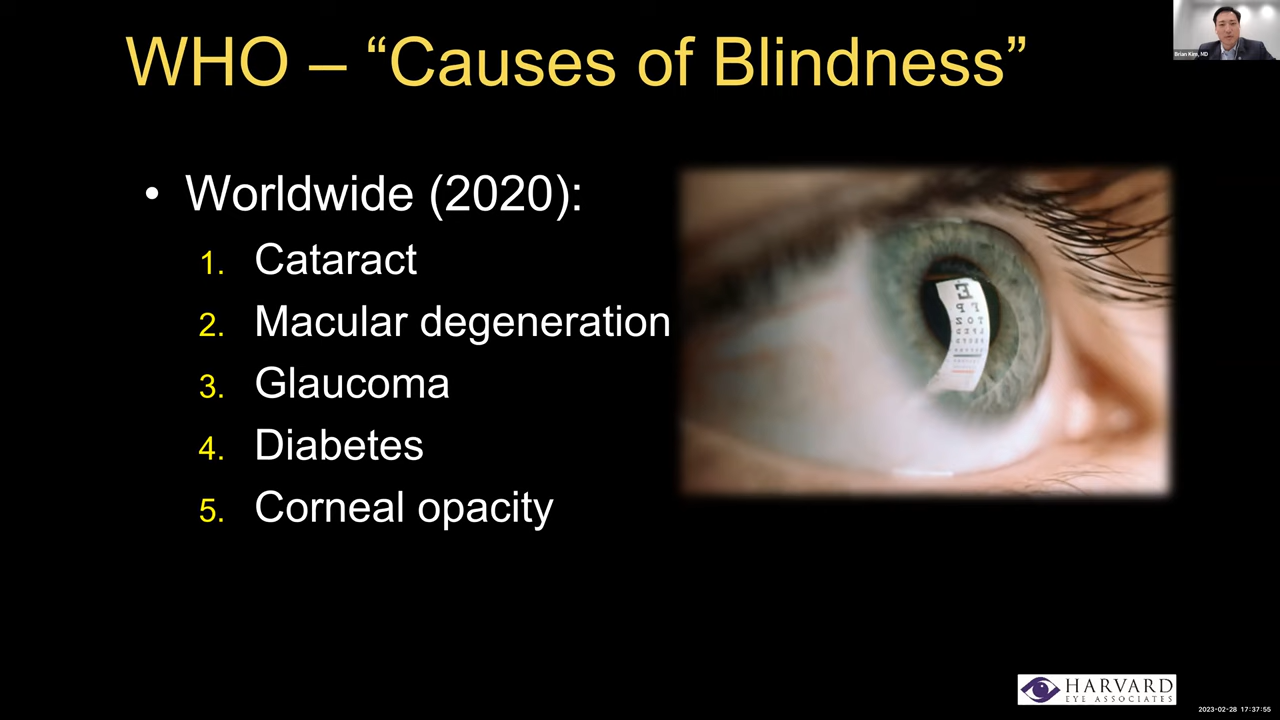 WHO – “Causes of Blindness”
Brian Kim, MD
• Worldwide (2020):
1. Cataract
2. Macular degeneration
3. Glaucoma
4. Diabetes
5. Corneal opacity
E
F P
T O Z
HARVARD
EYE ASSOCIATES
2023-02-28 17:37:55